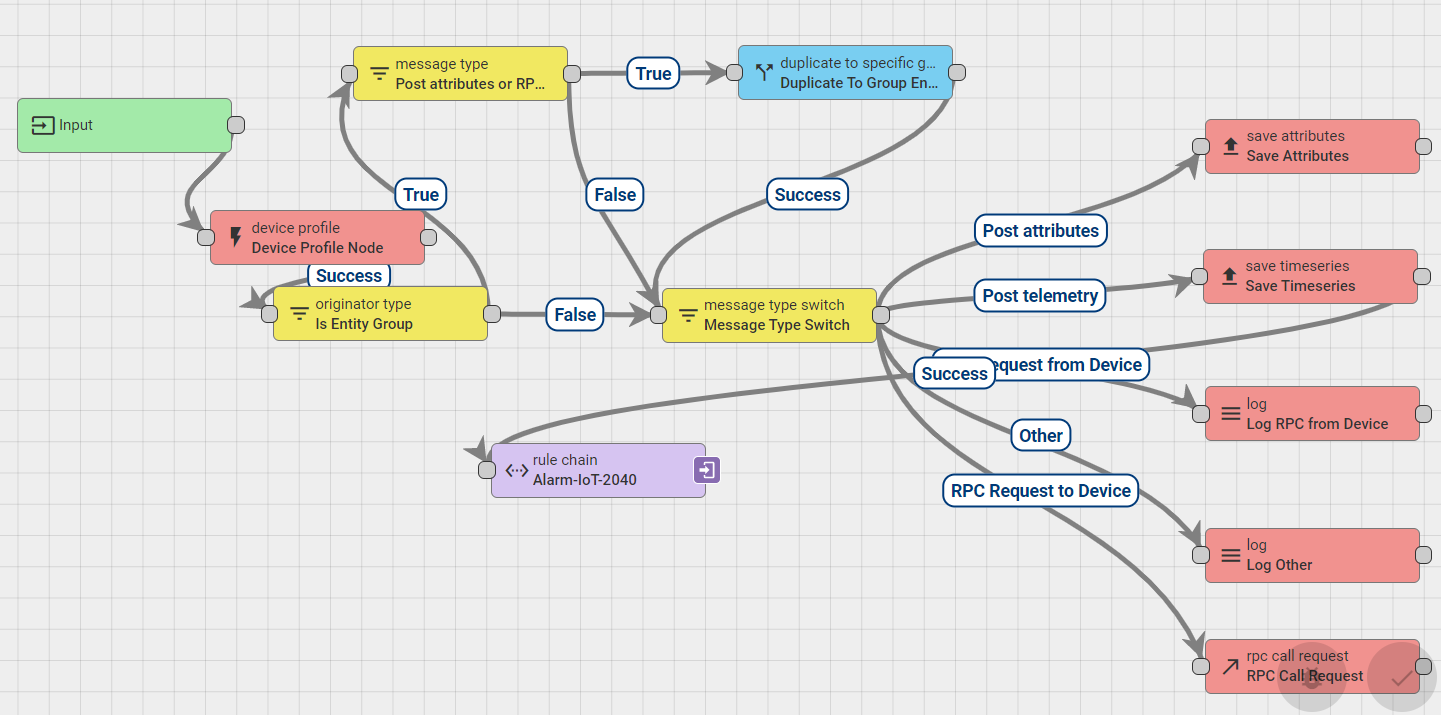 message type
Post attributes or RP…
True
duplicate to specific g…
Duplicate To Group En…
Input
save attributes
Save Attributes
True
False
Success
device profile
Device Profile Node
Post attributes
Success
save timeseries
Save Timeseries
originator type
Is Entity Group
False
message type switch
Message Type Switch
Post telemetry
equest from Device
Success
log
Log RPC from Device
Other
rule chain
Alarm-IoT-2040
RPC Request to Device
log
Log Other
rpc call request
RPC Call Request